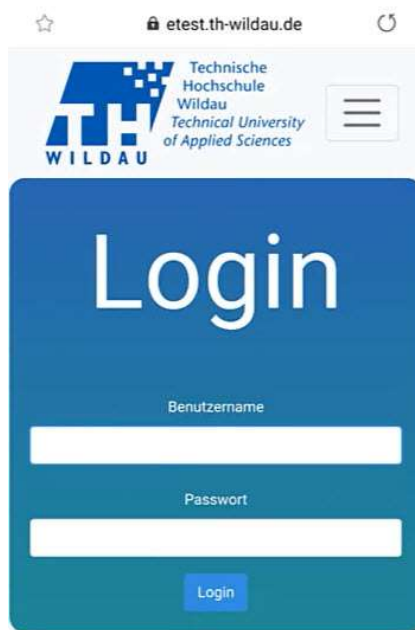 etest.th-wildau.de
Technische
Hochschule
Wildau
Technical University
of Applied Sciences
TH
WILDAU
Login
Benutzername
Passwort
Login